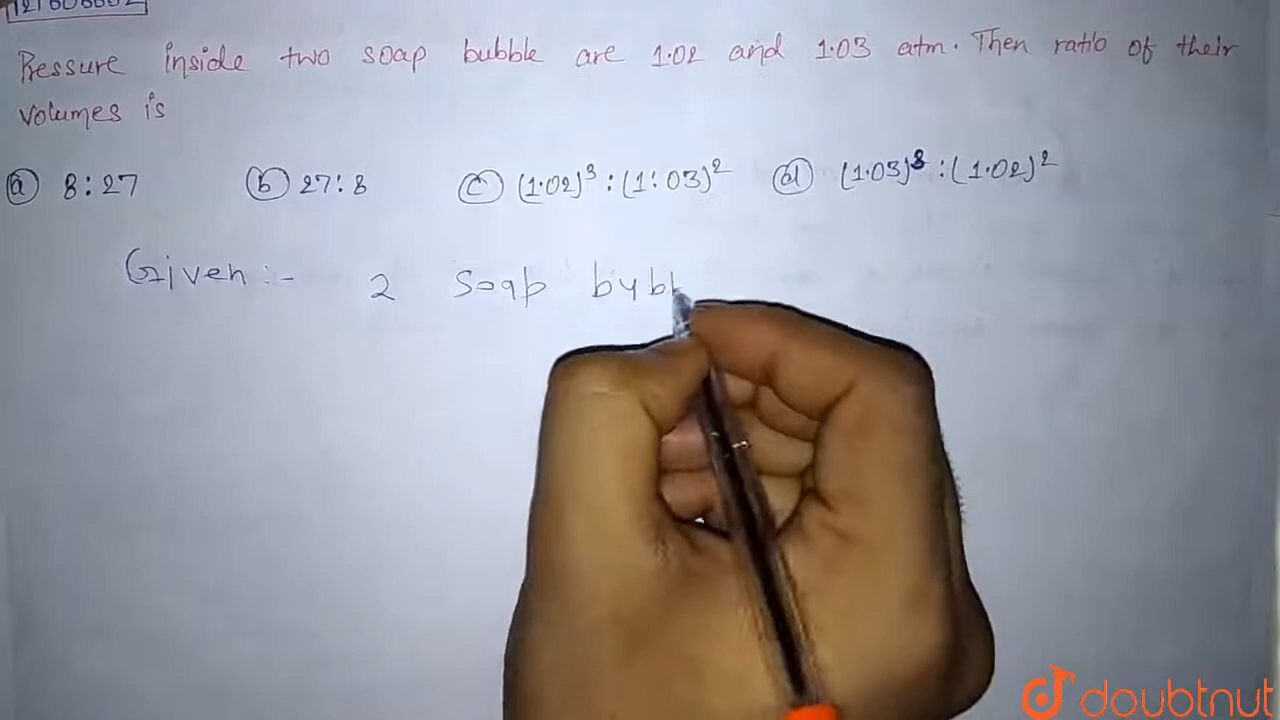 Pressure inside two soap bubble are 1.02 and 1.03 atm. Then ratio of their
volumes is
(a) 8:27 (b) 27:8 (c) (1.02)³ : (1:03)² (d) (1.03)³ : (1.02)²
Given :- 2 soap bubb
doubtnut